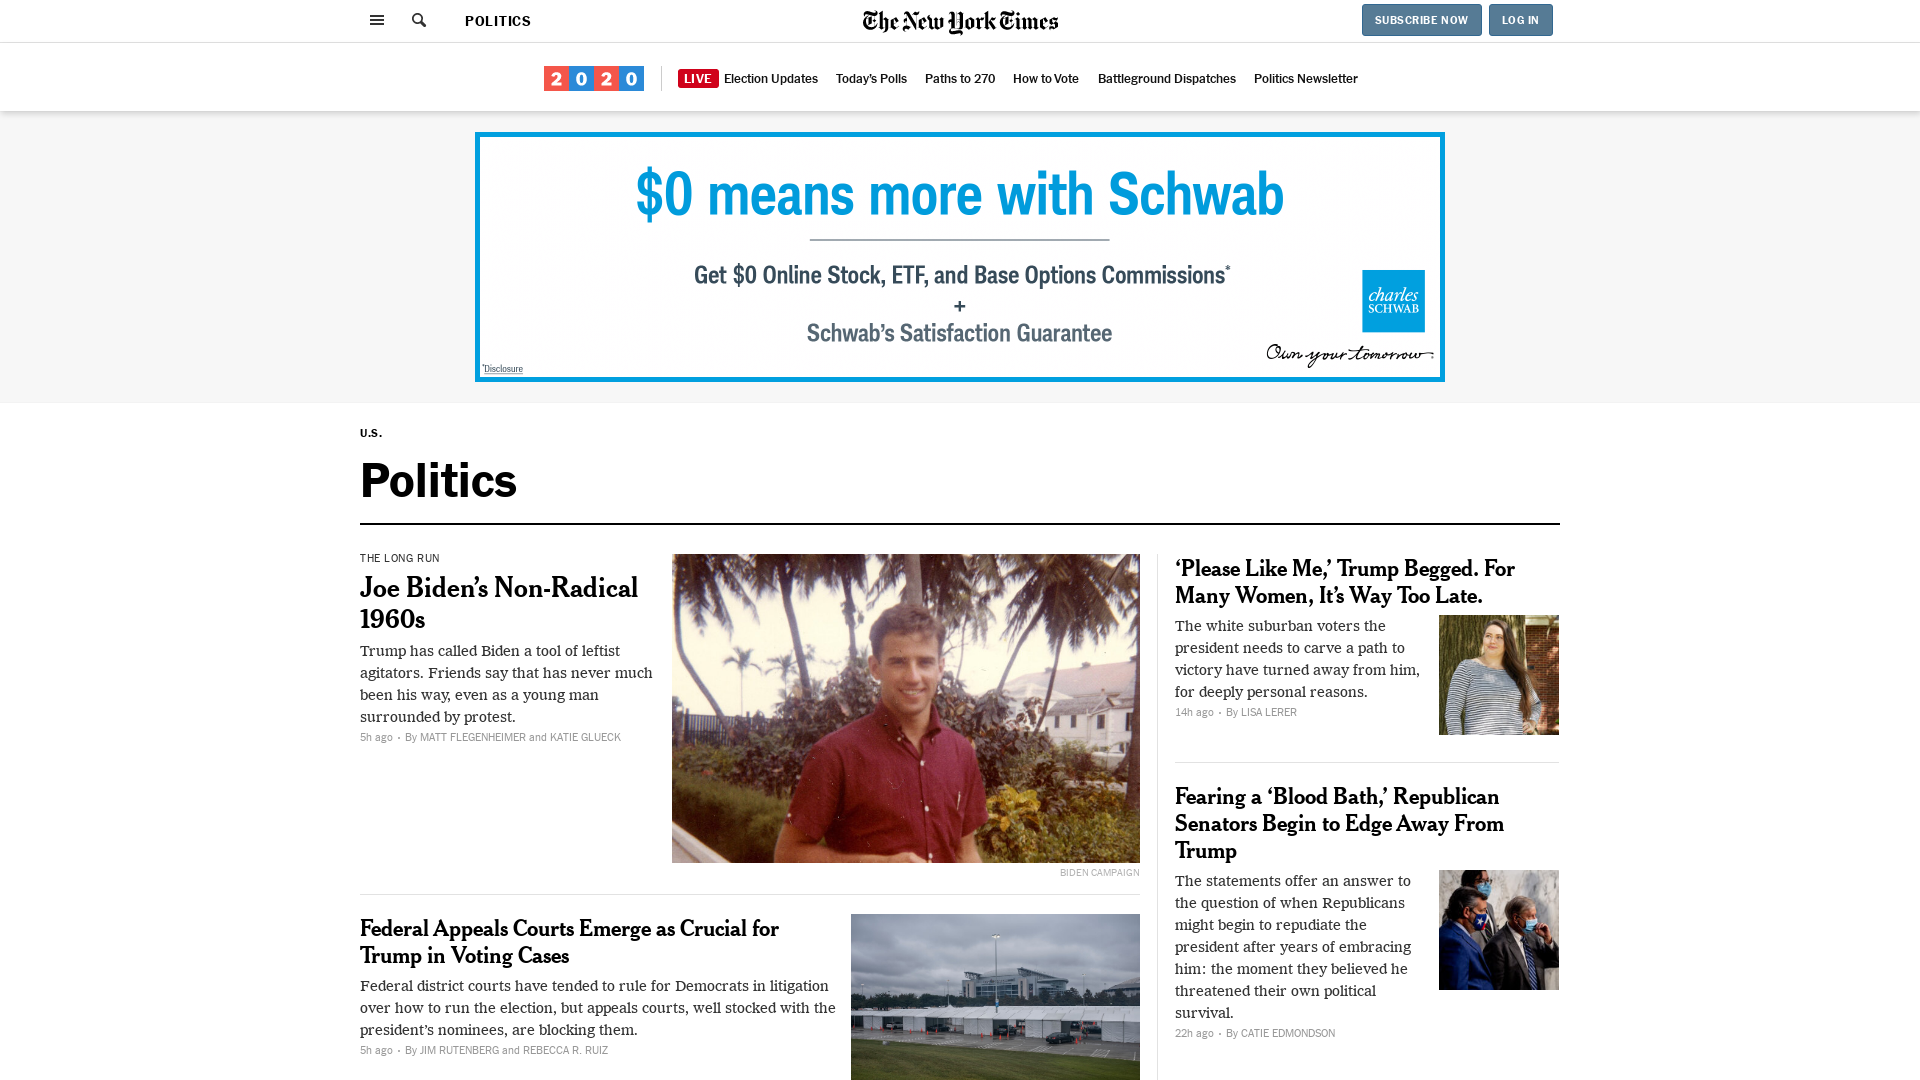 POLITICS
The New York Times
SUBSCRIBE NOW
LOG IN
2020
LIVE
Election Updates
Today's Polls
Paths to 270
How to Vote
Battleground Dispatches
Politics Newsletter
$0 means more with Schwab
Get $0 Online Stock, ETF, and Base Options Commissions*
+
Schwab's Satisfaction Guarantee
charles
SCHWAB
Own your tomorrow
*Disclosure
U.S.
Politics
THE LONG RUN
Joe Biden's Non-Radical
1960s
Trump has called Biden a tool of leftist
agitators. Friends say that has never much
been his way, even as a young man
surrounded by protest.
5h ago • By MATT FLEGENHEIMER and KATIE GLUECK
BIDEN CAMPAIGN
Federal Appeals Courts Emerge as Crucial for
Trump in Voting Cases
Federal district courts have tended to rule for Democrats in litigation
over how to run the election, but appeals courts, well stocked with the
president's nominees, are blocking them.
5h ago • By JIM RUTENBERG and REBECCA R. RUIZ
‘Please Like Me,’ Trump Begged. For
Many Women, It’s Way Too Late.
The white suburban voters the
president needs to carve a path to
victory have turned away from him,
for deeply personal reasons.
14h ago • By LISA LERER
Fearing a ‘Blood Bath,’ Republican
Senators Begin to Edge Away From
Trump
The statements offer an answer to
the question of when Republicans
might begin to repudiate the
president after years of embracing
him: the moment they believed he
threatened their own political
survival.
22h ago • By CATIE EDMONDSON